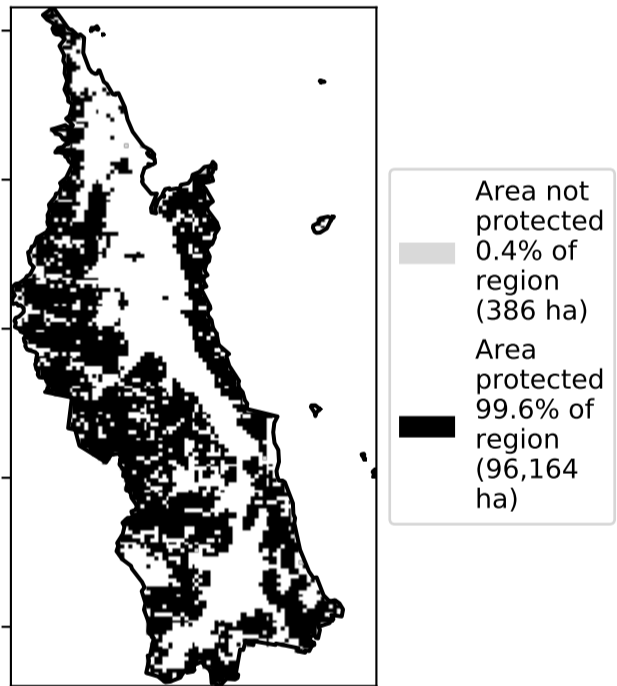 Area not
protected
0.4% of
region
(386 ha)
Area
protected
99.6% of
region
(96,164
ha)